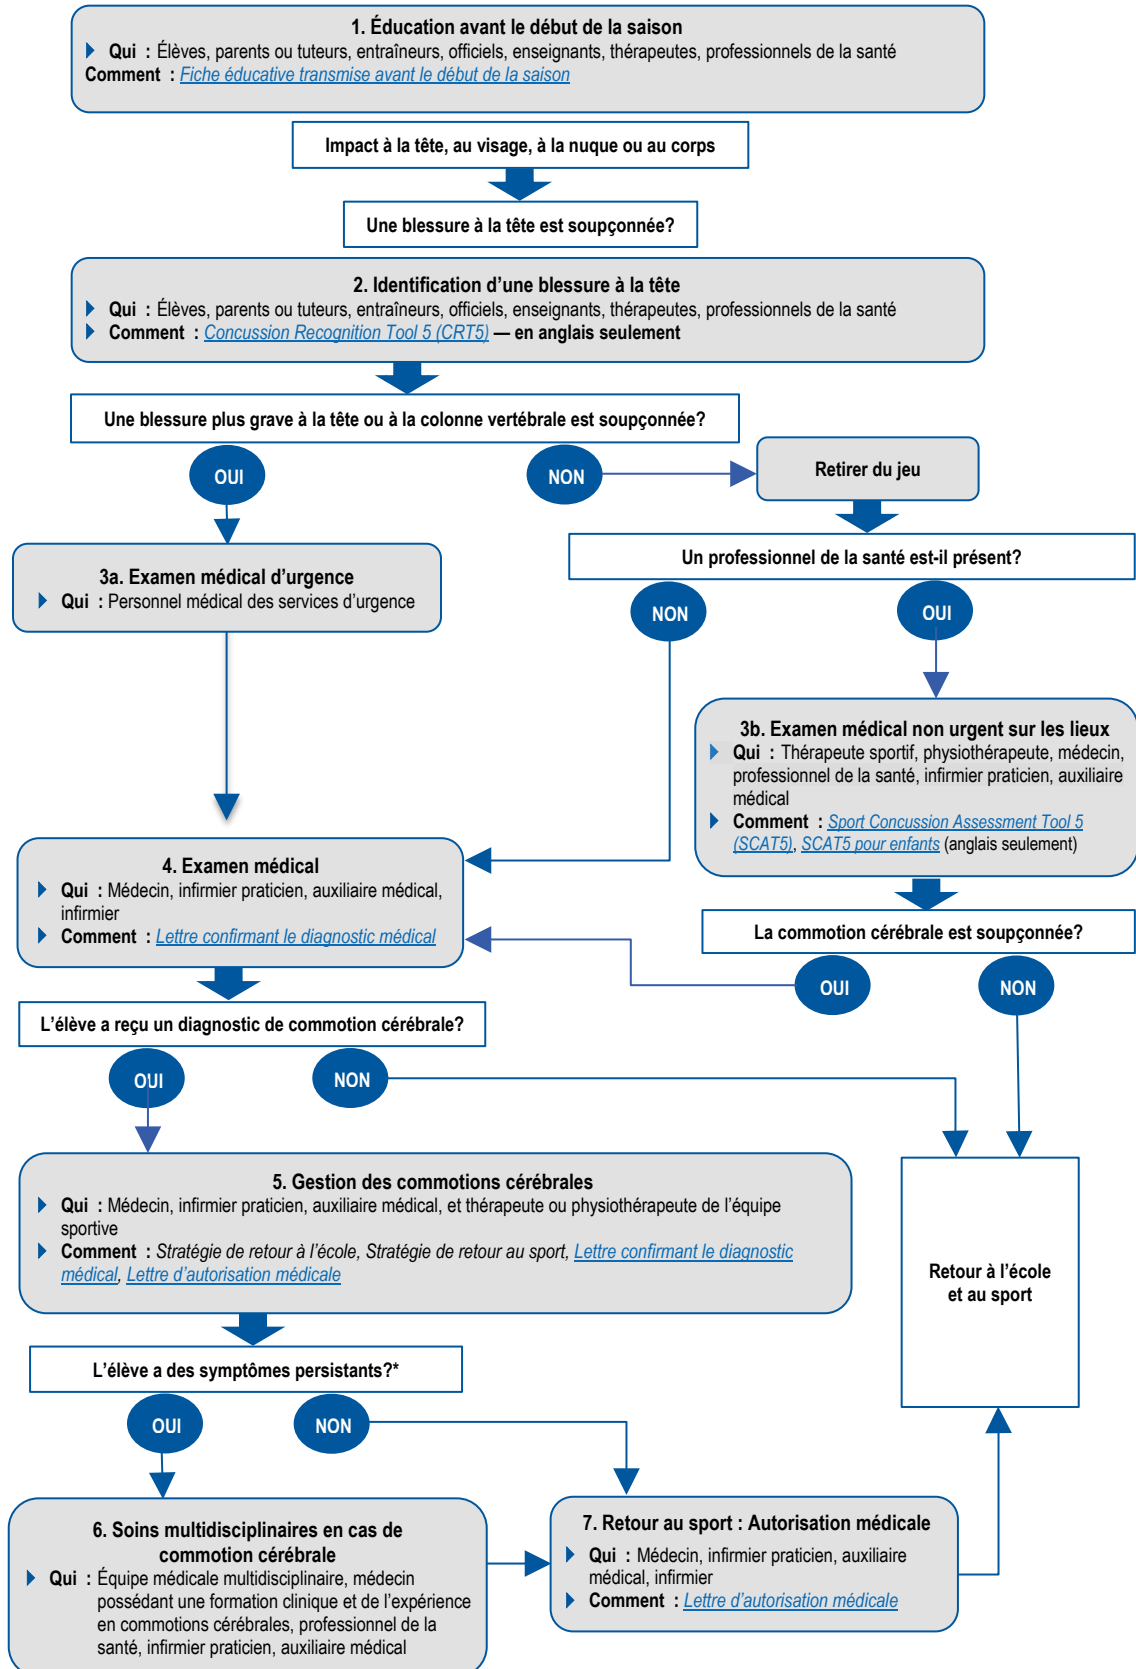 1. Éducation avant le début de la saison
Qui : Élèves, parents ou tuteurs, entraîneurs, officiels, enseignants, thérapeutes, professionnels de la santé
Comment : Fiche éducative transmise avant le début de la saison
Impact à la tête, au visage, à la nuque ou au corps
Une blessure à la tête est soupçonnée?
2. Identification d’une blessure à la tête
Qui : Élèves, parents ou tuteurs, entraîneurs, officiels, enseignants, thérapeutes, professionnels de la santé
Comment : Concussion Recognition Tool 5 (CRT5) — en anglais seulement
Une blessure plus grave à la tête ou à la colonne vertébrale est soupçonnée?
OUI
NON
Retirer du jeu
Un professionnel de la santé est-il présent?
3a. Examen médical d’urgence
Qui : Personnel médical des services d’urgence
NON
OUI
3b. Examen médical non urgent sur les lieux
Qui : Thérapeute sportif, physiothérapeute, médecin,
professionnel de la santé, infirmier praticien, auxiliaire
médical
Comment : Sport Concussion Assessment Tool 5
(SCAT5), SCAT5 pour enfants (anglais seulement)
4. Examen médical
Qui : Médecin, infirmier praticien, auxiliaire médical,
infirmier
Comment : Lettre confirmant le diagnostic médical
La commotion cérébrale est soupçonnée?
OUI
NON
L’élève a reçu un diagnostic de commotion cérébrale?
OUI
NON
5. Gestion des commotions cérébrales
Qui : Médecin, infirmier praticien, auxiliaire médical, et thérapeute ou physiothérapeute de l’équipe
sportive
Comment : Stratégie de retour à l’école, Stratégie de retour au sport, Lettre confirmant le diagnostic
médical, Lettre d’autorisation médicale
Retour à l’école
et au sport
L’élève a des symptômes persistants?*
OUI
NON
6. Soins multidisciplinaires en cas de
commotion cérébrale
Qui : Équipe médicale multidisciplinaire, médecin
possédant une formation clinique et de l’expérience
en commotions cérébrales, professionnel de la
santé, infirmier praticien, auxiliaire médical
7. Retour au sport : Autorisation médicale
Qui : Médecin, infirmier praticien, auxiliaire
médical, infirmier
Comment : Lettre d’autorisation médicale